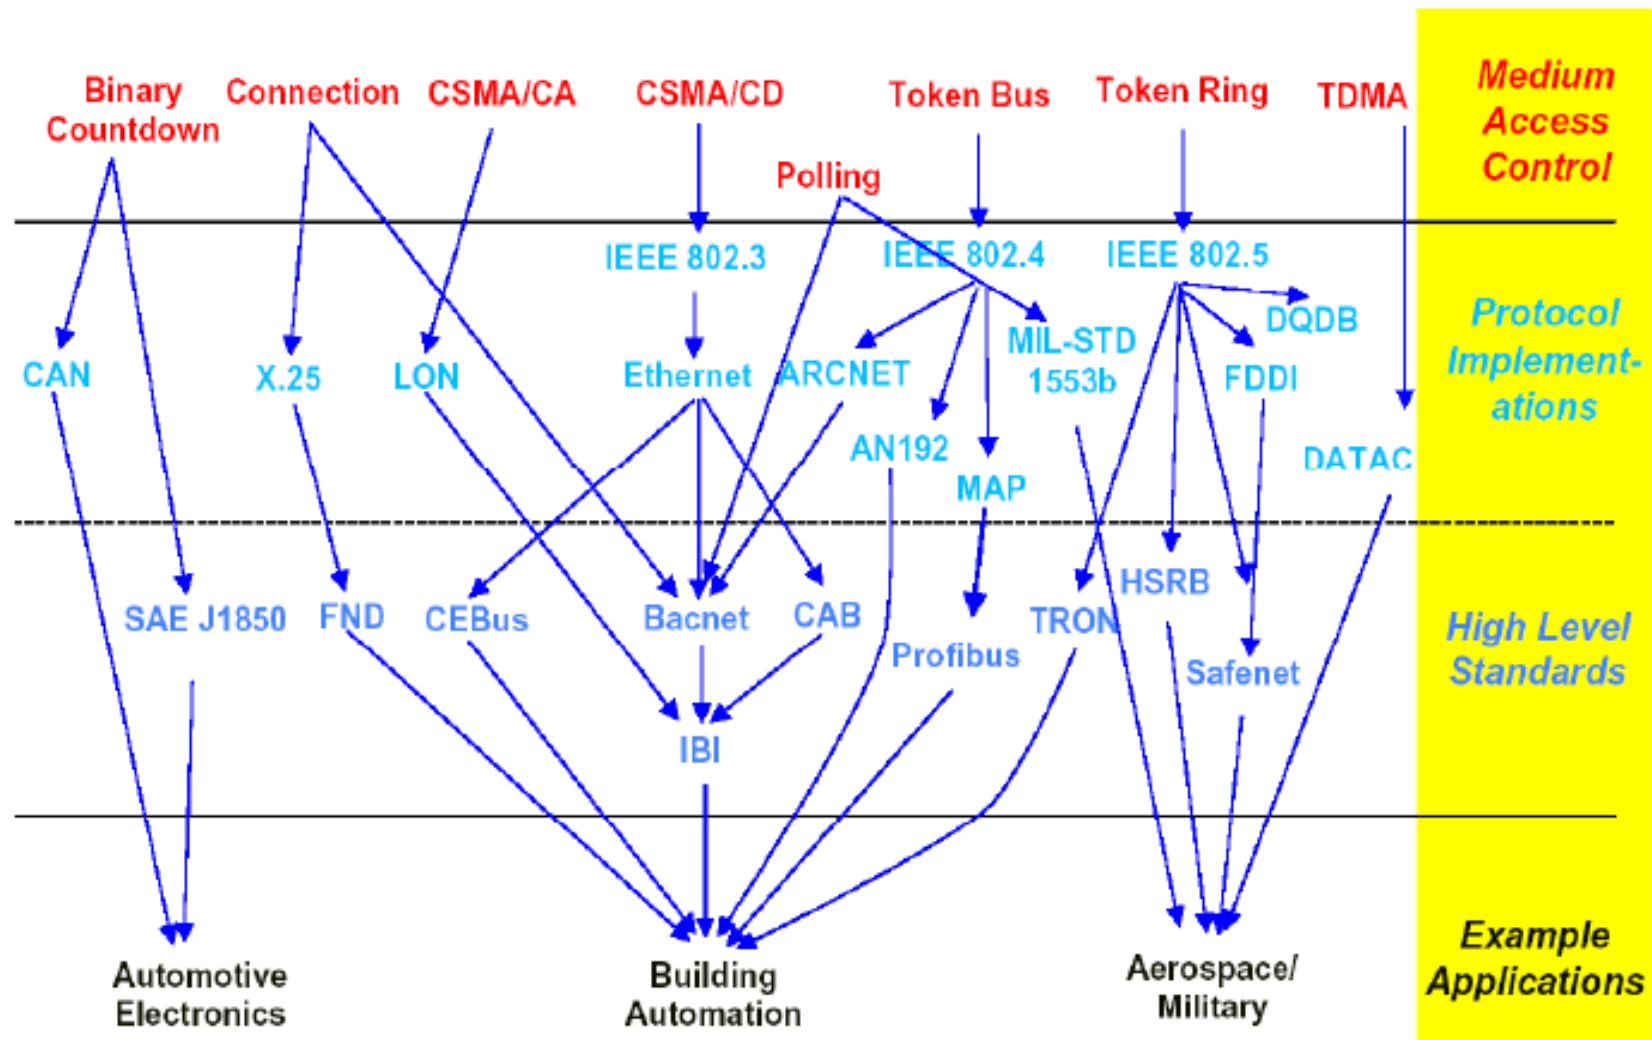 Binary
Countdown
Connection
CSMA/CA
CSMA/CD
Token Bus
Token Ring
TDMA
Polling
Medium
Access
Control
IEEE 802.3
IEEE 802.4
IEEE 802.5
DQDB
CAN
X.25
LON
Ethernet
ARCNET
MIL-STD
1553b
FDDI
AN192
MAP
DATAC
Protocol
Implement-
ations
SAE J1850
FND
CEBus
Bacnet
CAB
Profibus
TRON
HSRB
Safenet
IBI
High Level
Standards
Automotive
Electronics
Building
Automation
Aerospace/
Military
Example
Applications